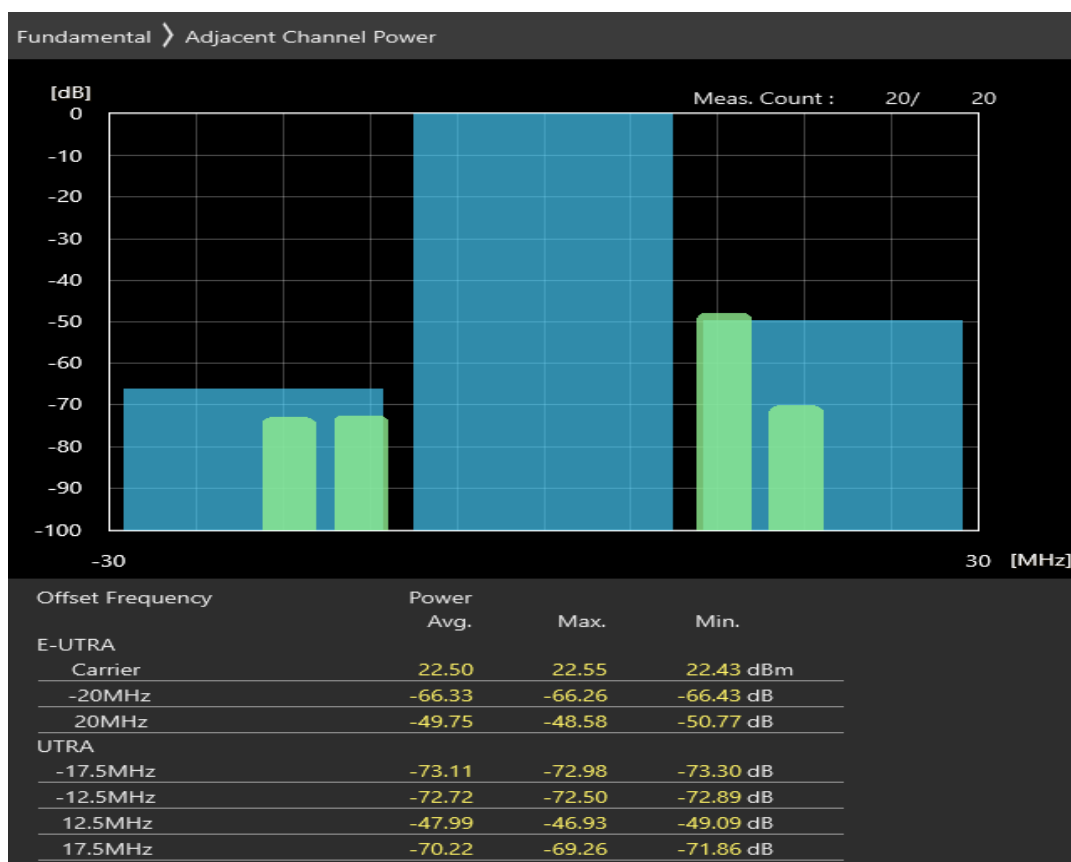 Fundamental ❯ Adjacent Channel Power
[dB]
Meas. Count : 20/ 20
0
-10
-20
-30
-40
-50
-60
-70
-80
-90
-100
-30 30 [MHz]
Offset Frequency Power
Avg. Max. Min.
E-UTRA
Carrier 22.50 22.55 22.43 dBm
-20MHz -66.33 -66.26 -66.43 dB
20MHz -49.75 -48.58 -50.77 dB
UTRA
-17.5MHz -73.11 -72.98 -73.30 dB
-12.5MHz -72.72 -72.50 -72.89 dB
12.5MHz -47.99 -46.93 -49.09 dB
17.5MHz -70.22 -69.26 -71.86 dB